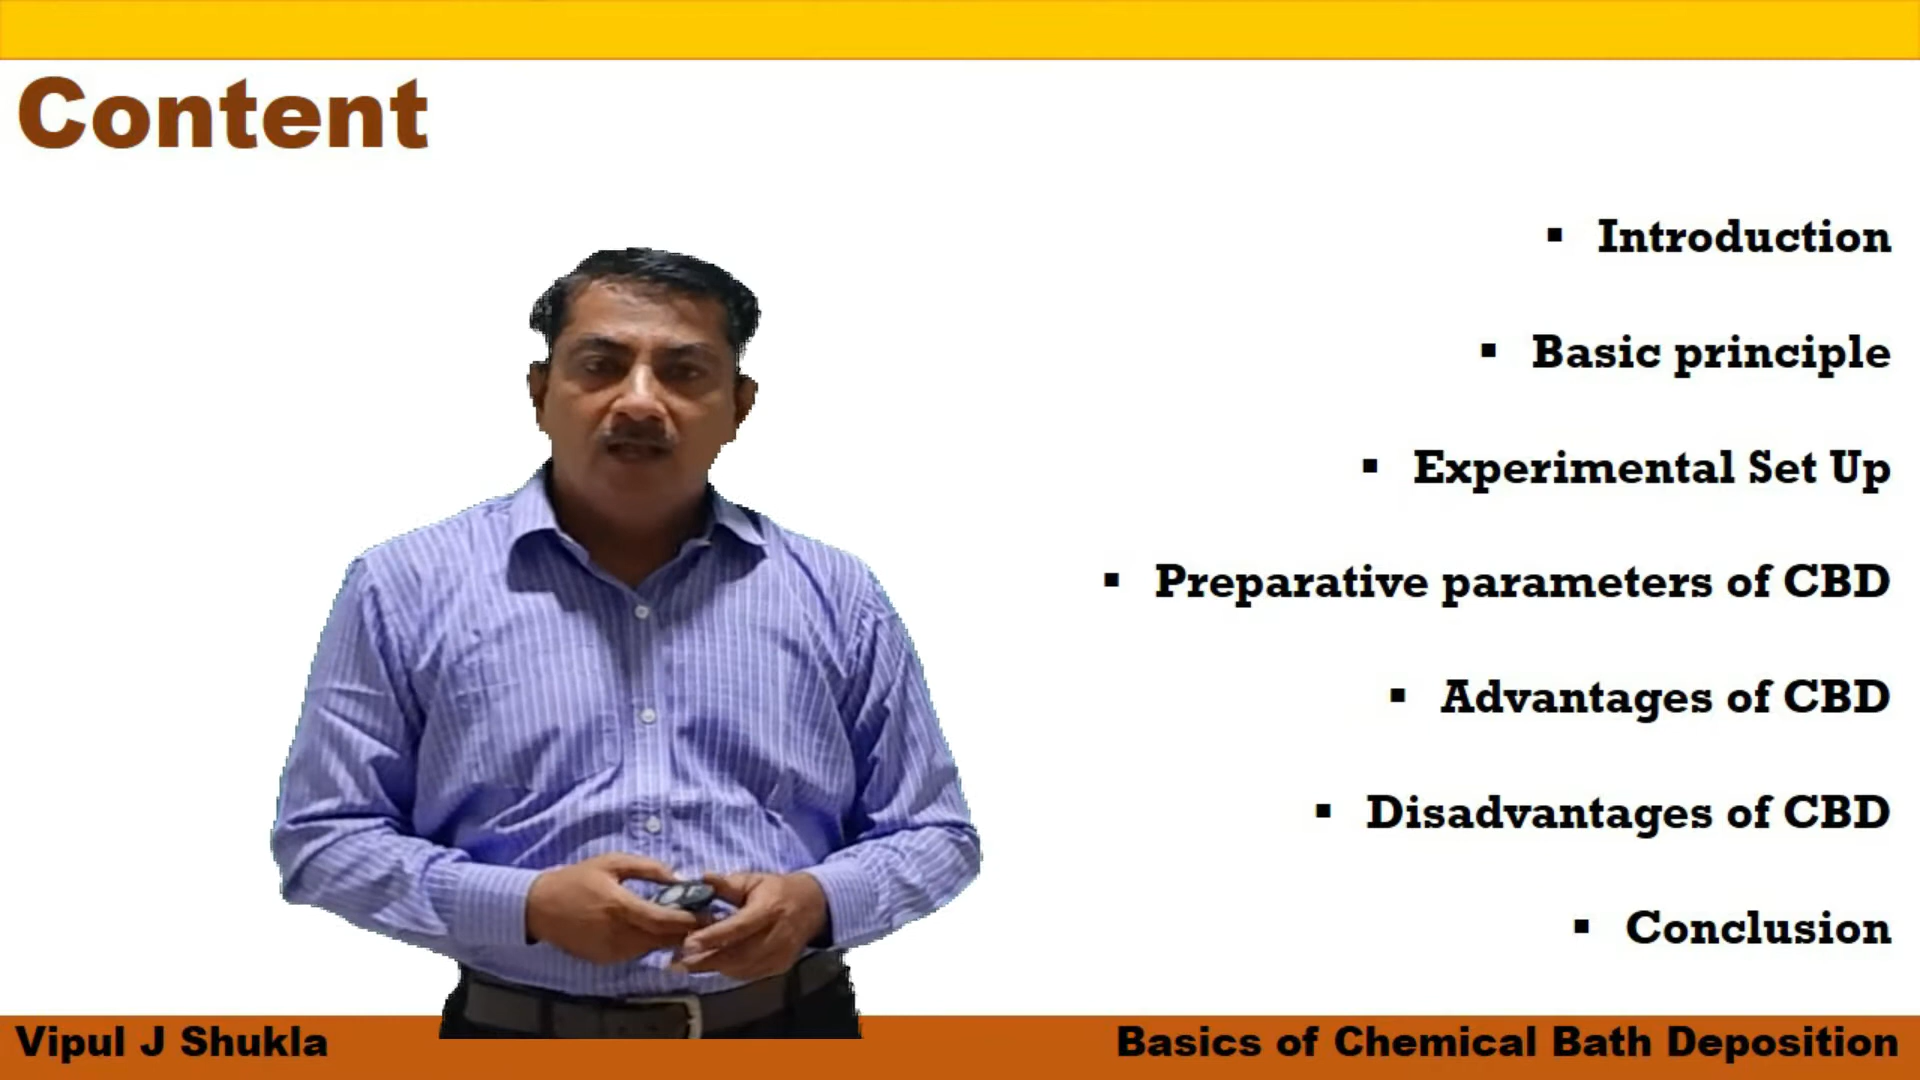 Content
▪ Introduction
▪ Basic principle
▪ Experimental Set Up
▪ Preparative parameters of CBD
▪ Advantages of CBD
▪ Disadvantages of CBD
▪ Conclusion
Vipul J Shukla
Basics of Chemical Bath Deposition